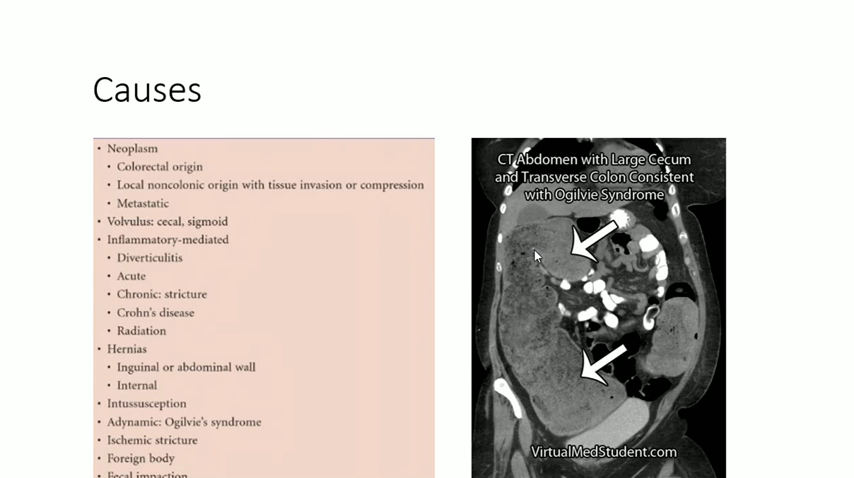 Causes
• Neoplasm
• Colorectal origin
• Local noncolonic origin with tissue invasion or compression
• Metastatic
• Volvulus: cecal, sigmoid
• Inflammatory-mediated
• Diverticulitis
• Acute
• Chronic: stricture
• Crohn's disease
• Radiation
• Hernias
• Inguinal or abdominal wall
• Internal
• Intussusception
• Adynamic: Ogilvie's syndrome
• Ischemic stricture
• Foreign body
• Fecal impaction
CT Abdomen with Large Cecum
and Transverse Colon Consistent
with Ogilvie Syndrome
VirtualMedStudent.com